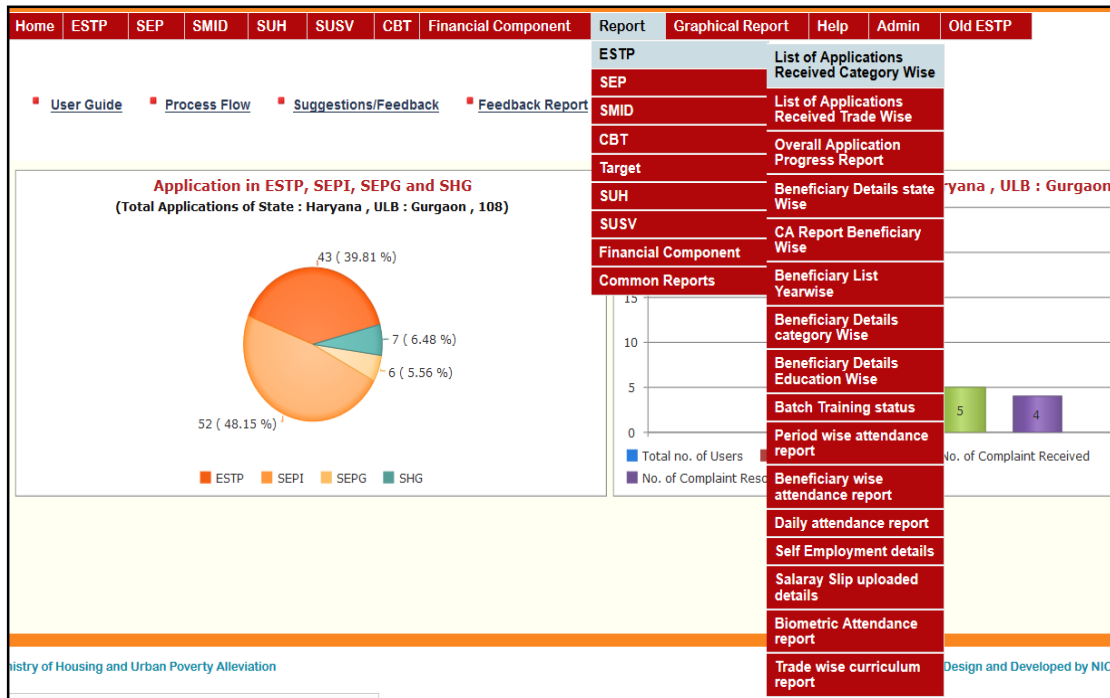 Home ESTP SEP SMID SUH SUSV CBT Financial Component Report Graphical Report Help Admin Old ESTP
User Guide Process Flow Suggestions/Feedback Feedback Report
ESTP
SEP
SMID
CBT
Target
SUH
SUSV
Financial Component
Common Reports
List of Applications
Received Category Wise
List of Applications
Received Trade Wise
Overall Application
Progress Report
Beneficiary Details state
Wise
CA Report Beneficiary
Wise
Beneficiary List
Yearwise
Beneficiary Details
category Wise
Beneficiary Details
Education Wise
Batch Training status
Period wise attendance
report
Beneficiary wise
attendance report
Daily attendance report
Self Employment details
Salaray Slip uploaded
details
Biometric Attendance
report
Trade wise curriculum
report
Application in ESTP, SEPI, SEPG and SHG
(Total Applications of State : Haryana , ULB : Gurgaon , 108)
43 ( 39.81 %)
7 ( 6.48 %)
6 ( 5.56 %)
52 ( 48.15 %)
ESTP SEPI SEPG SHG
ryana , ULB : Gurgaon
15
10
5
0
5
4
Total no. of Users
No. of Complaint Received
No. of Complaint Reso
nistry of Housing and Urban Poverty Alleviation
Design and Developed by NIC